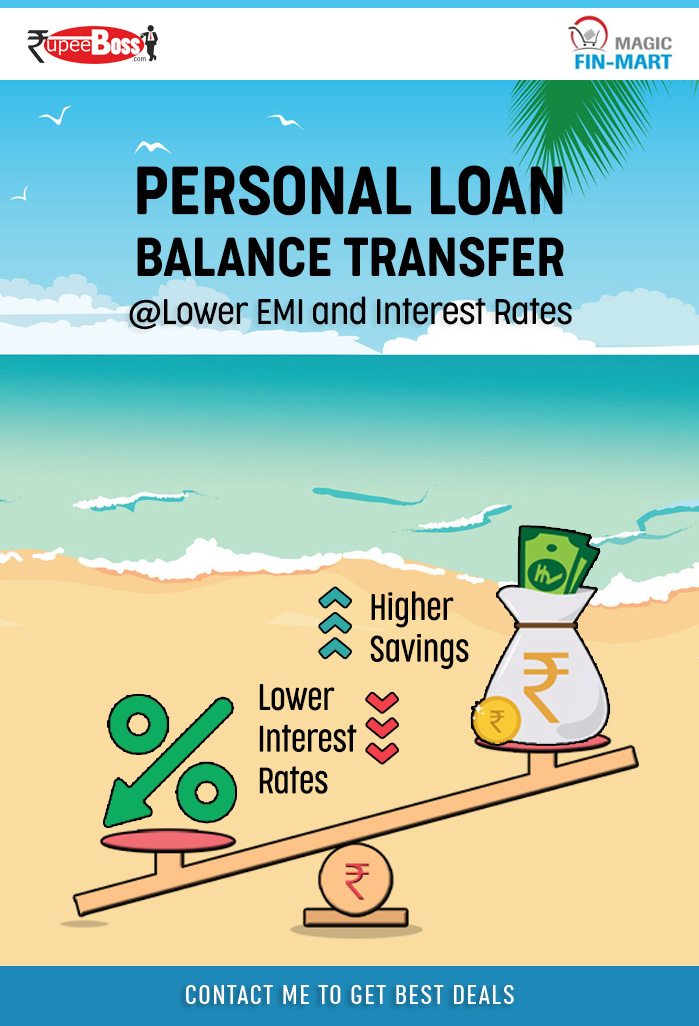 ₹upeeBoss
.com
MAGIC
FIN-MART
PERSONAL LOAN
BALANCE TRANSFER
@Lower EMI and Interest Rates
Higher
Savings
₹
₹
Lower
Interest
Rates
%
₹
CONTACT ME TO GET BEST DEALS